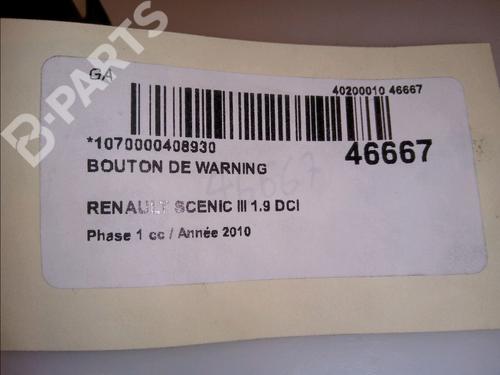 B-PARTS
GA
40200010 46667
*1070000408930
46667
BOUTON DE WARNING
46667
RENAULT SCENIC III 1.9 DCI
Phase 1 cc / Année 2010